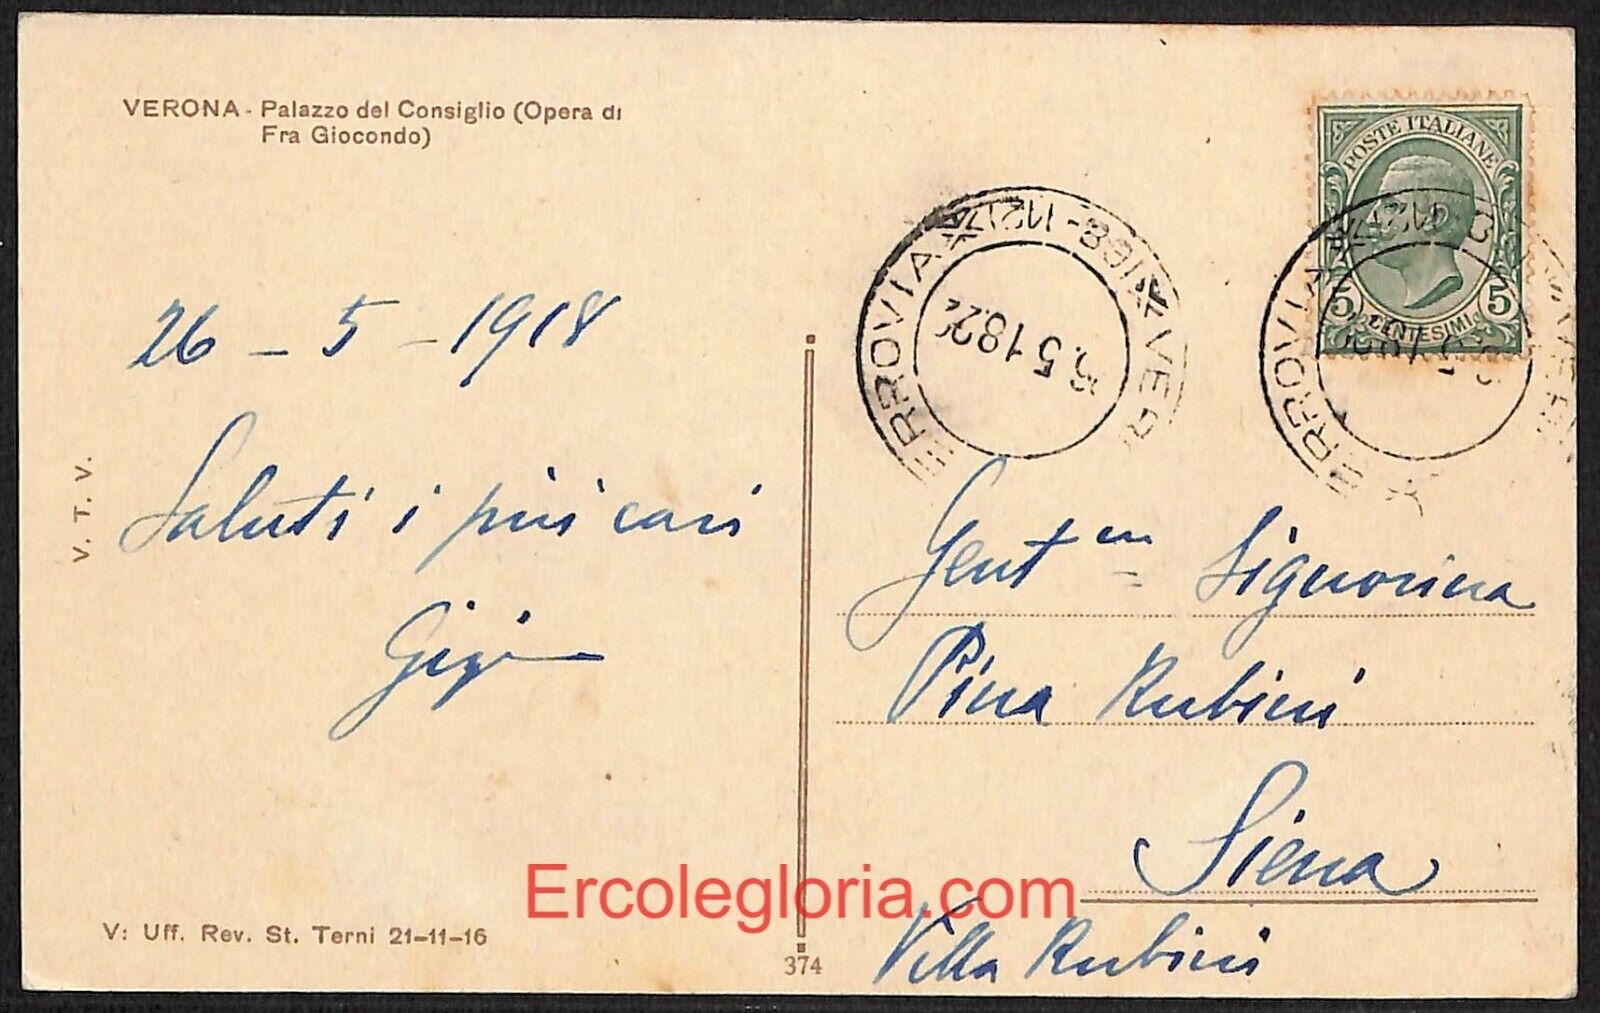 VERONA - Palazzo del Consiglio (Opera di
Fra Giocondo)
POSTE ITALIANE
5 CENTESIMI 5
26 - 5 - 1918
Saluti i più cari
Gigi
V. T. V.
Gent ma Signorina
Pina Rubini
Siena
Villa Rubini
Ercolegloria.com
V: Uff. Rev. St. Terni 21-11-16
374